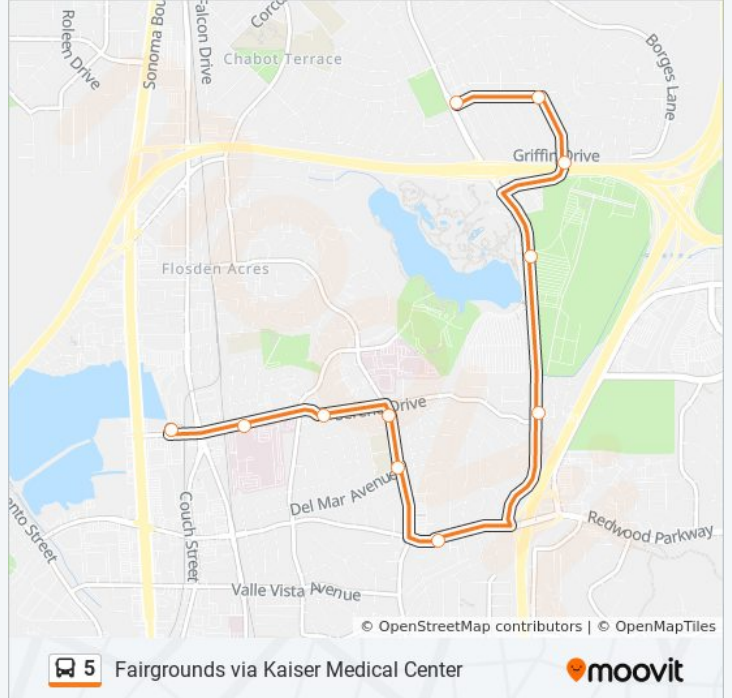 Roleen Drive
Sonoma Bo
Falcon Drive
Corco
Chabot Terrace
Borges Lane
Griffin Drive
Flosden Acres
Drive
Del Mar Avenue
Couch Street
ento Street
Redwood Parkway
Valle Vista Avenue
© OpenStreetMap contributors | © OpenMapTiles
5 Fairgrounds via Kaiser Medical Center
moovit